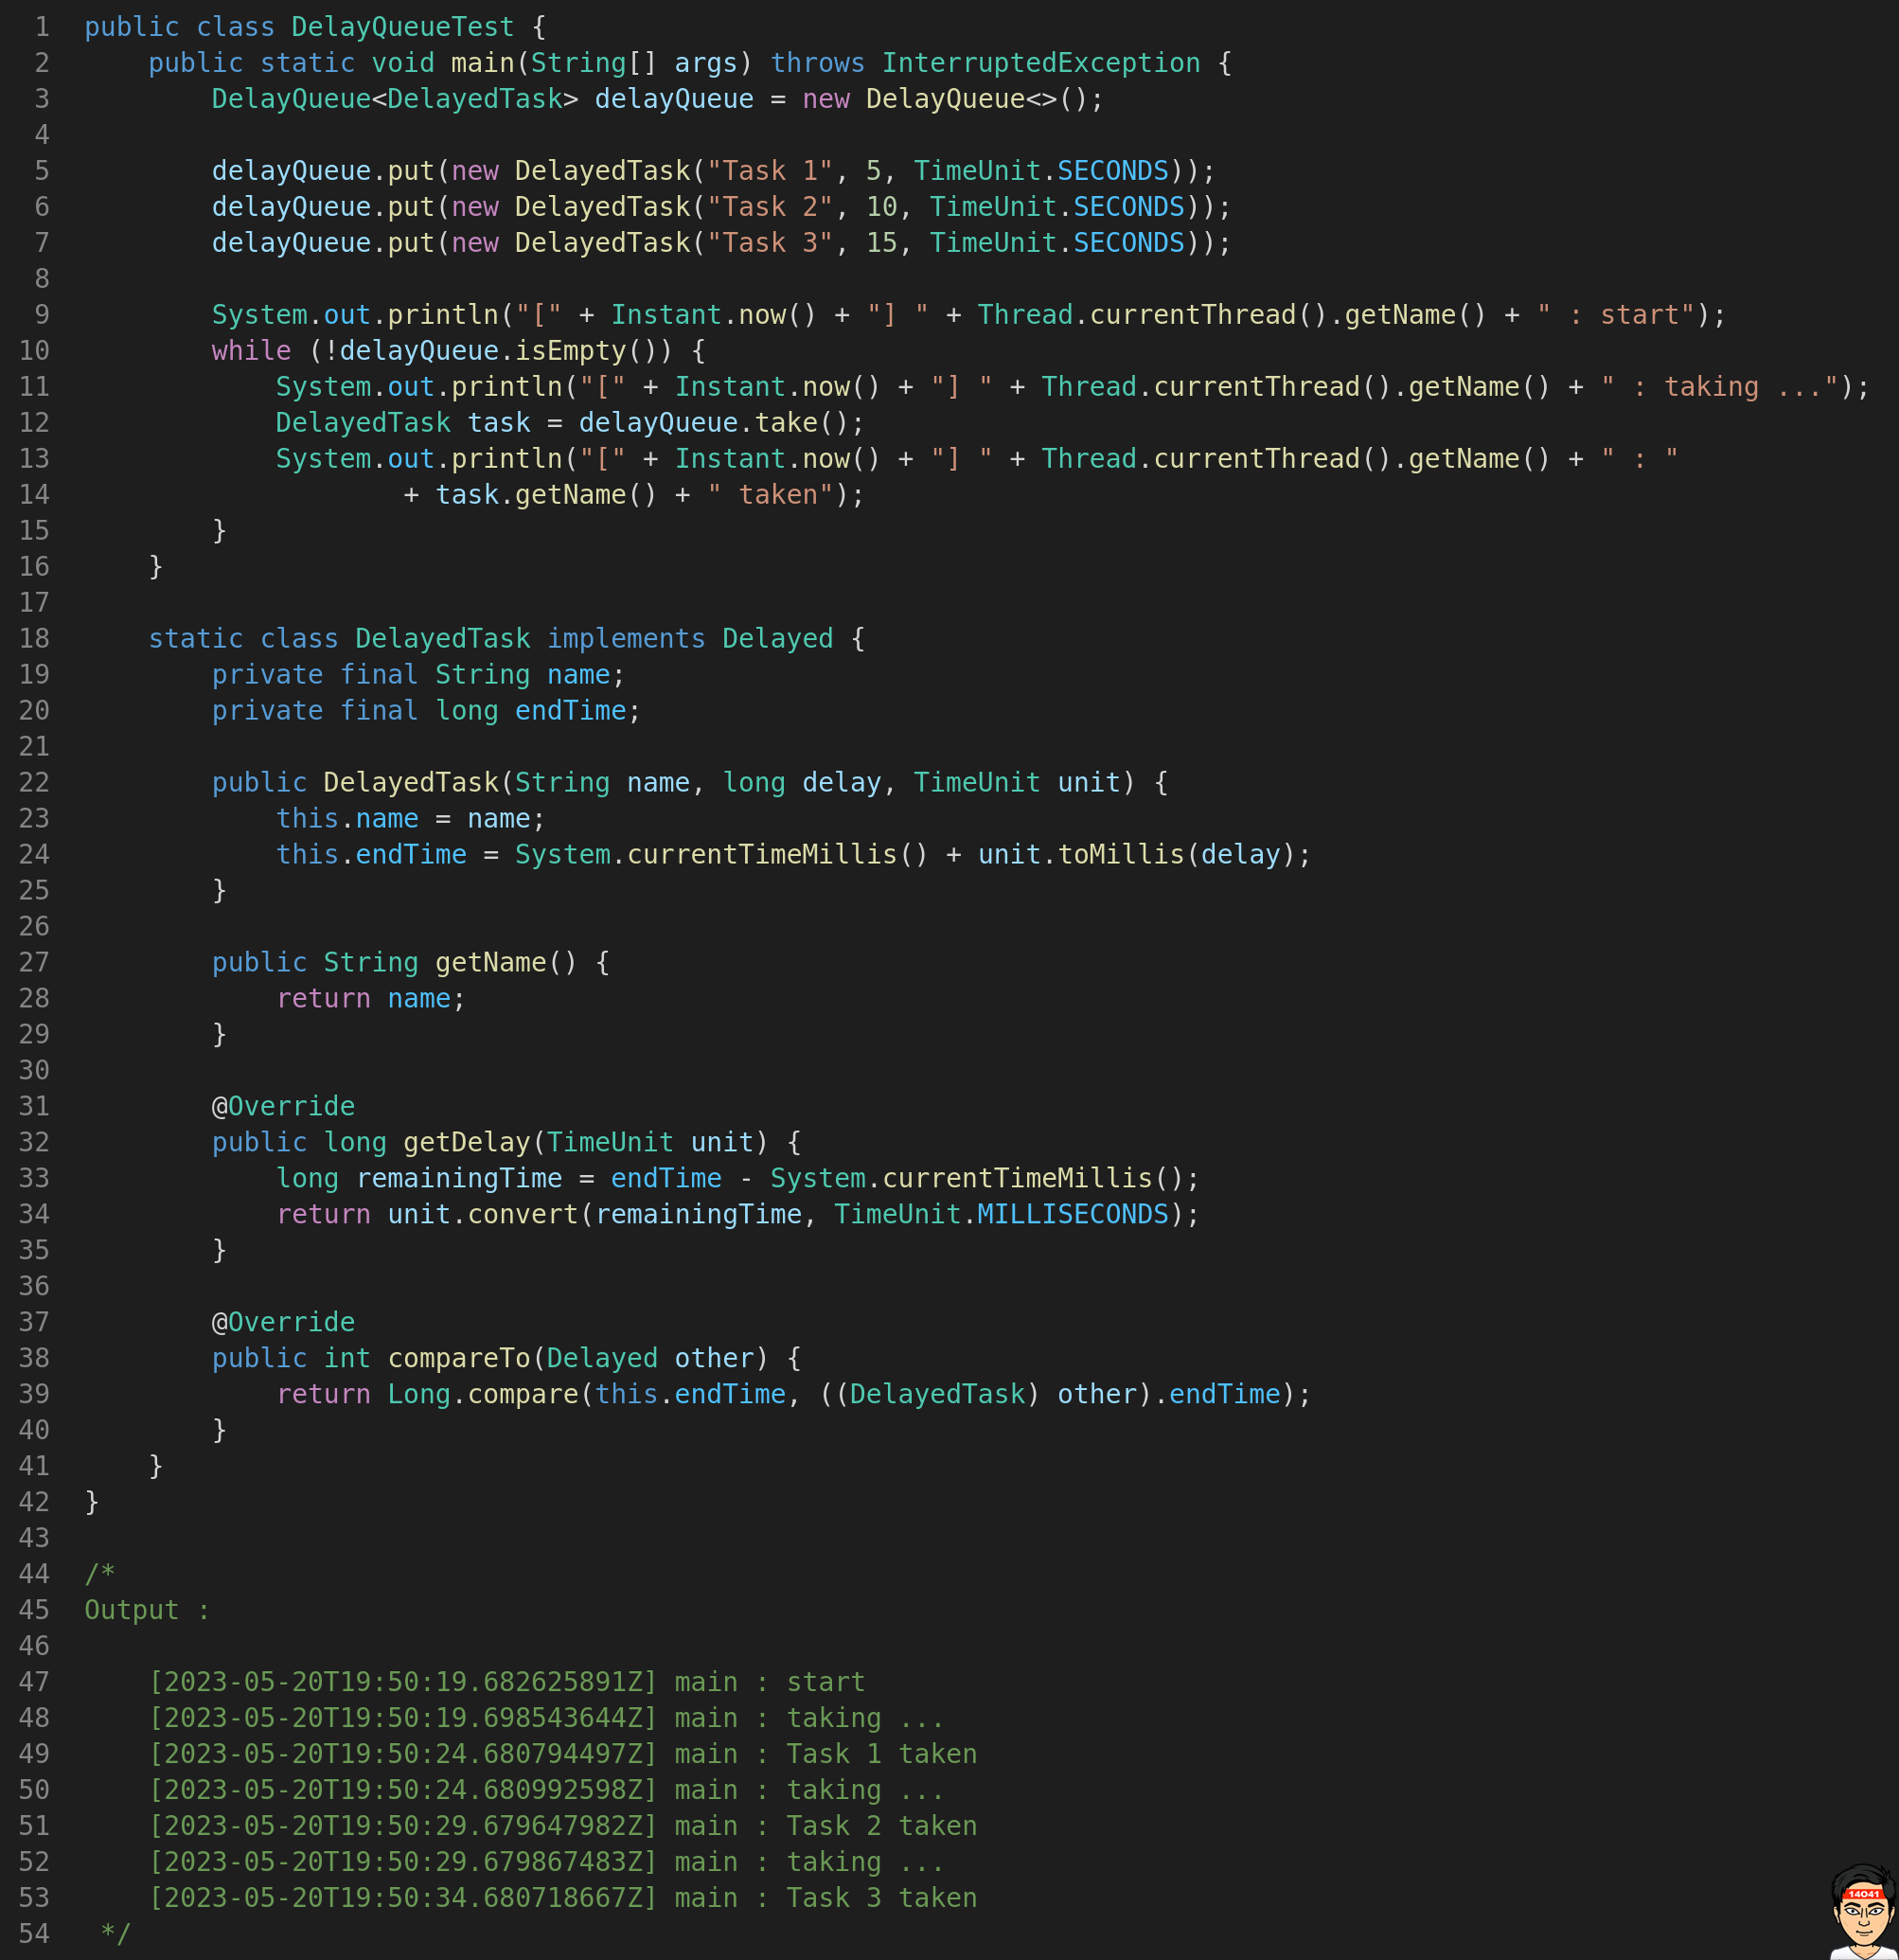 1 public class DelayQueueTest {
2     public static void main(String[] args) throws InterruptedException {
3         DelayQueue<DelayedTask> delayQueue = new DelayQueue<>();
4
5         delayQueue.put(new DelayedTask("Task 1", 5, TimeUnit.SECONDS));
6         delayQueue.put(new DelayedTask("Task 2", 10, TimeUnit.SECONDS));
7         delayQueue.put(new DelayedTask("Task 3", 15, TimeUnit.SECONDS));
8
9         System.out.println("[" + Instant.now() + "] " + Thread.currentThread().getName() + " : start");
10         while (!delayQueue.isEmpty()) {
11             System.out.println("[" + Instant.now() + "] " + Thread.currentThread().getName() + " : taking ...");
12             DelayedTask task = delayQueue.take();
13             System.out.println("[" + Instant.now() + "] " + Thread.currentThread().getName() + " : "
14                     + task.getName() + " taken");
15         }
16     }
17
18     static class DelayedTask implements Delayed {
19         private final String name;
20         private final long endTime;
21
22         public DelayedTask(String name, long delay, TimeUnit unit) {
23             this.name = name;
24             this.endTime = System.currentTimeMillis() + unit.toMillis(delay);
25         }
26
27         public String getName() {
28             return name;
29         }
30
31         @Override
32         public long getDelay(TimeUnit unit) {
33             long remainingTime = endTime - System.currentTimeMillis();
34             return unit.convert(remainingTime, TimeUnit.MILLISECONDS);
35         }
36
37         @Override
38         public int compareTo(Delayed other) {
39             return Long.compare(this.endTime, ((DelayedTask) other).endTime);
40         }
41     }
42 }
43
44 /*
45 Output :
46
47     [2023-05-20T19:50:19.682625891Z] main : start
48     [2023-05-20T19:50:19.698543644Z] main : taking ...
49     [2023-05-20T19:50:24.680794497Z] main : Task 1 taken
50     [2023-05-20T19:50:24.680992598Z] main : taking ...
51     [2023-05-20T19:50:29.679647982Z] main : Task 2 taken
52     [2023-05-20T19:50:29.679867483Z] main : taking ...
53     [2023-05-20T19:50:34.680718667Z] main : Task 3 taken
54  */
14041